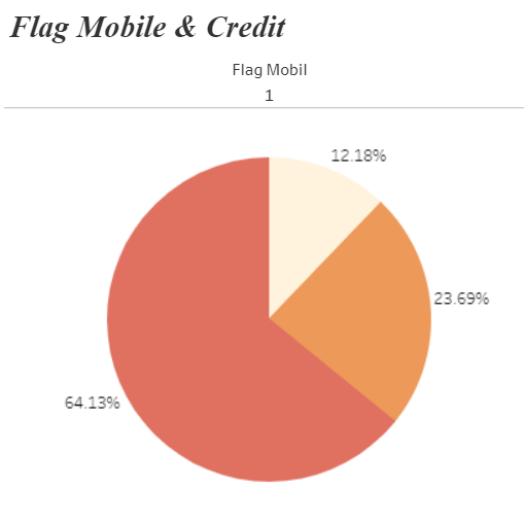 Flag Mobile & Credit
Flag Mobil
1
12.18%
23.69%
64.13%